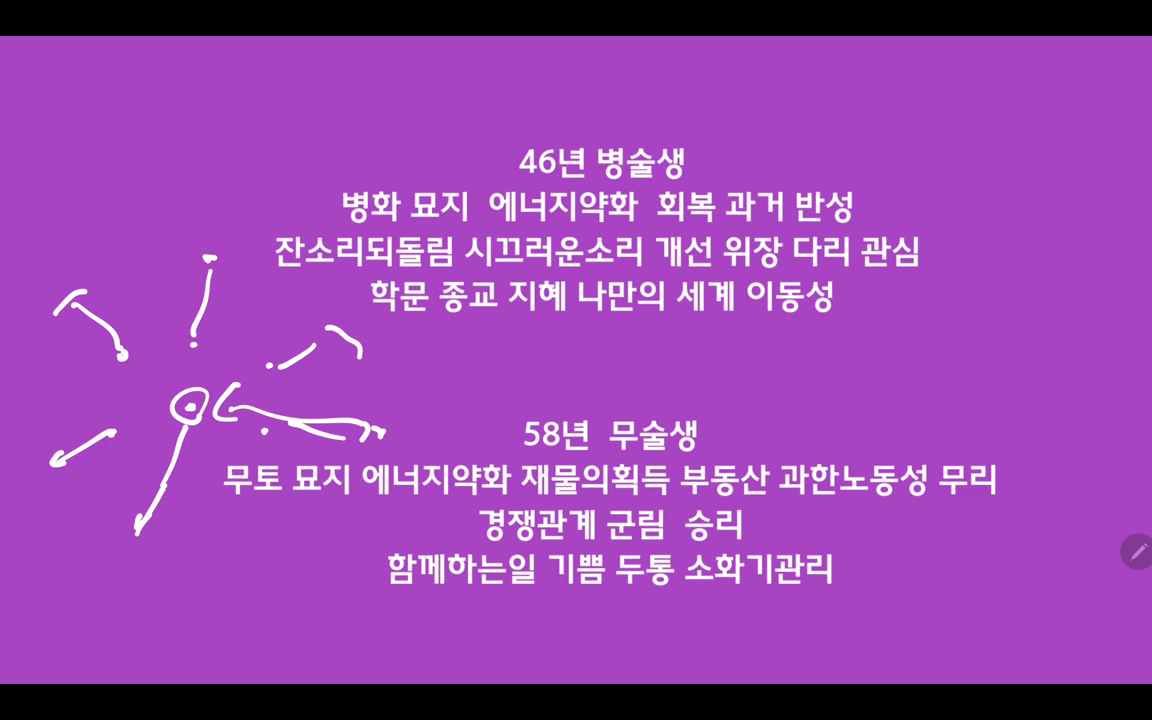 46년 병술생
병화 묘지 에너지약화 회복 과거 반성
잔소리되돌림 시끄러운소리 개선 위장 다리 관심
학문 종교 지혜 나만의 세계 이동성
58년 무술생
무토 묘지 에너지약화 재물의획득 부동산 과한노동성 무리
경쟁관계 군림 승리
함께하는일 기쁨 두통 소화기관리